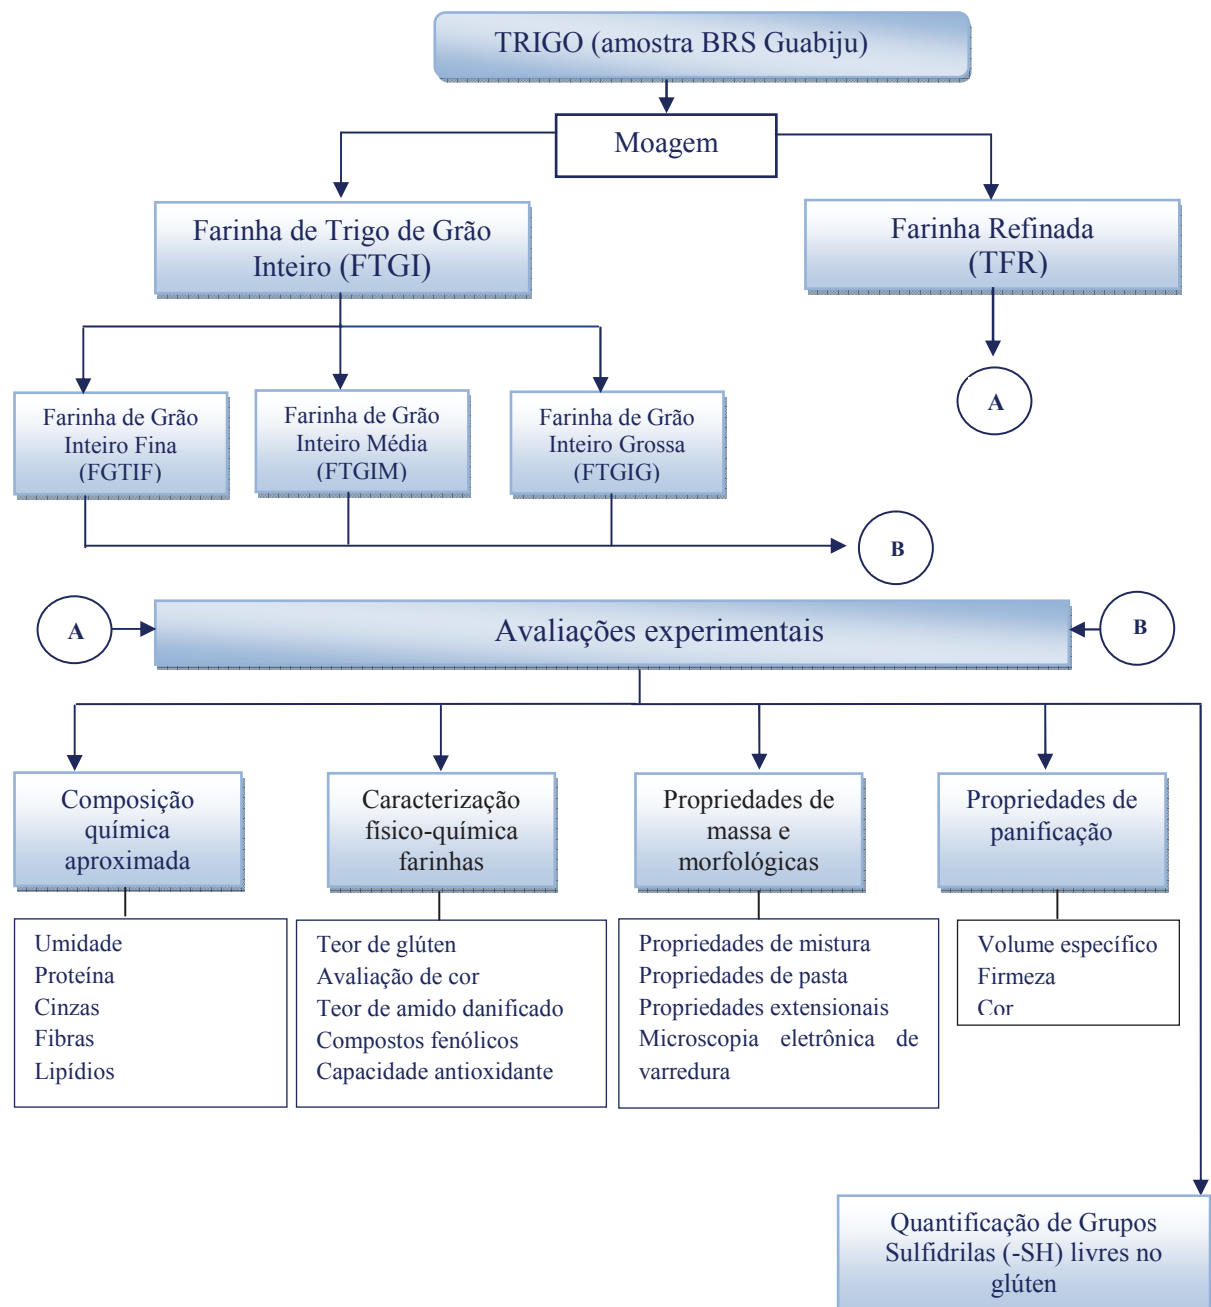 TRIGO (amostra BRS Guabiju)
Moagem
Farinha de Trigo de Grão
Inteiro (FTGI)
Farinha Refinada
(TFR)
A
Farinha de Grão
Inteiro Fina
(FGTIF)
Farinha de Grão
Inteiro Média
(FTGIM)
Farinha de Grão
Inteiro Grossa
(FTGIG)
B
A
Avaliações experimentais
B
Composição
química
aproximada
Caracterização
físico-química
farinhas
Propriedades de
massa e
morfológicas
Propriedades de
panificação
Umidade
Proteína
Cinzas
Fibras
Lipídios
Teor de glúten
Avaliação de cor
Teor de amido danificado
Compostos fenólicos
Capacidade antioxidante
Propriedades de mistura
Propriedades de pasta
Propriedades extensionais
Microscopia eletrônica de
varredura
Volume específico
Firmeza
Cor
Quantificação de Grupos
Sulfidrilas (-SH) livres no
glúten